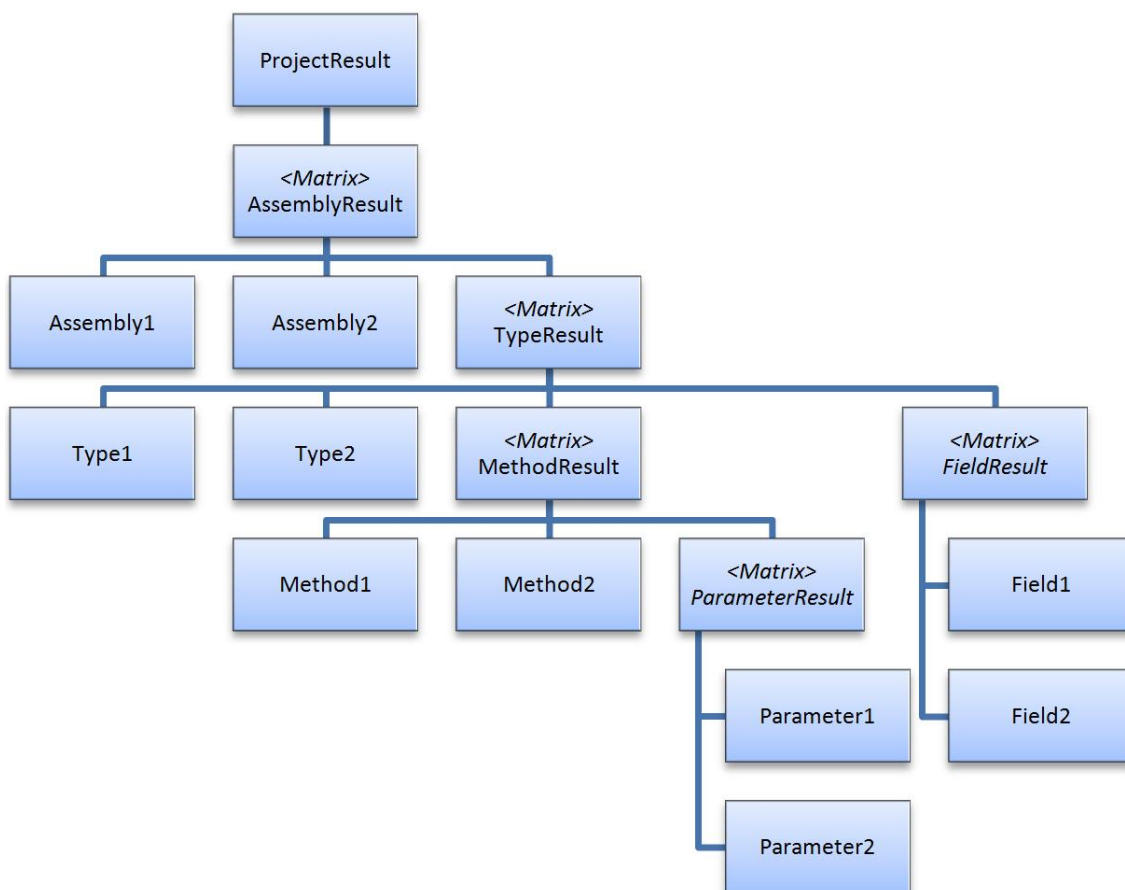 ProjectResult
<Matrix>
AssemblyResult
Assembly1
Assembly2
<Matrix>
TypeResult
Type1
Type2
<Matrix>
MethodResult
<Matrix>
FieldResult
Method1
Method2
<Matrix>
ParameterResult
Field1
Parameter1
Field2
Parameter2